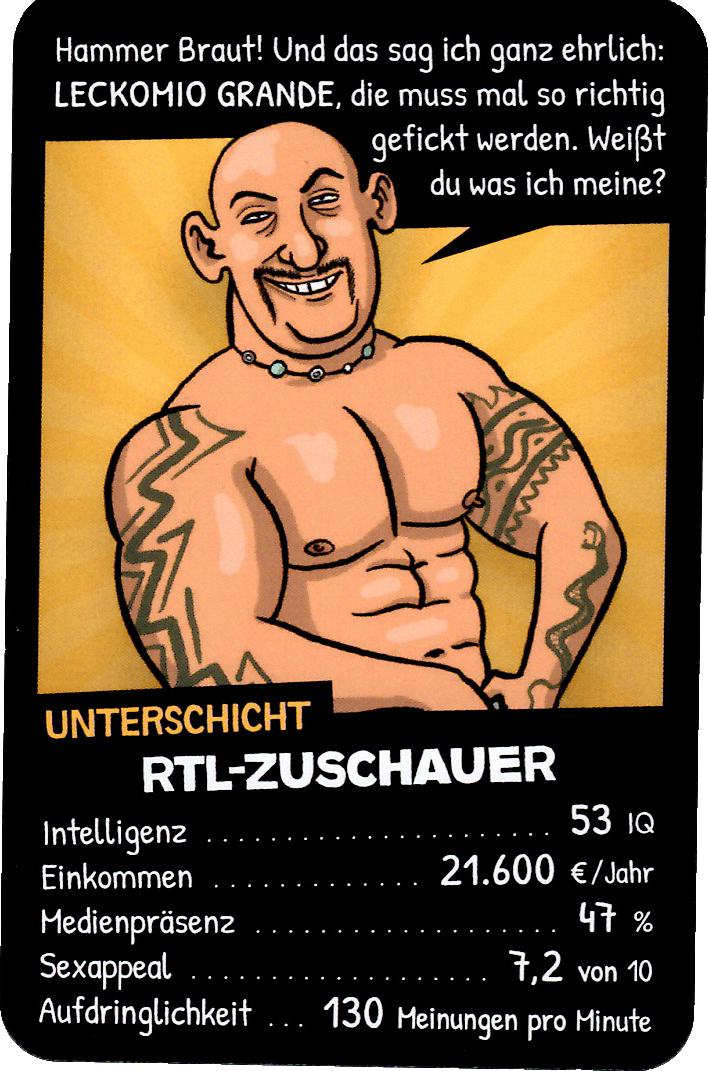 Hammer Braut! Und das sag ich ganz ehrlich:
LECKOMIO GRANDE, die muss mal so richtig
gefickt werden. Weißt
du was ich meine?
UNTERSCHICHT
RTL-ZUSCHAUER
Intelligenz ........................ 53 IQ
Einkommen ............. 21.600 €/Jahr
Medienpräsenz ................... 47 %
Sexappeal ................... 7,2 von 10
Aufdringlichkeit ... 130 Meinungen pro Minute